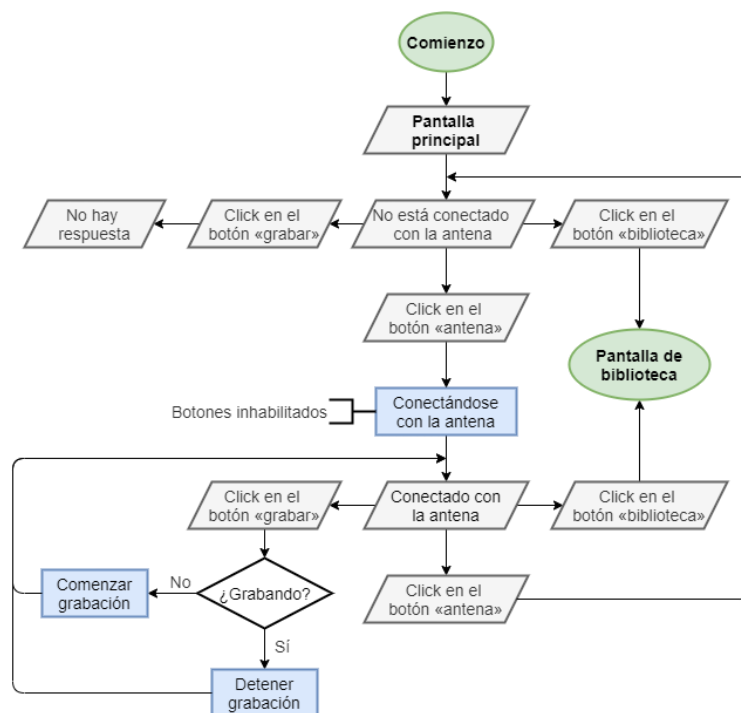 Comienzo
Pantalla
principal
No hay
respuesta
Click en el
botón «grabar»
No está conectado
con la antena
Click en el
botón «biblioteca»
Click en el
botón «antena»
Pantalla de
biblioteca
Botones inhabilitados
Conectándose
con la antena
Click en el
botón «grabar»
Conectado con
la antena
Click en el
botón «biblioteca»
Comenzar
grabación
No
¿Grabando?
Click en el
botón «antena»
Sí
Detener
grabación